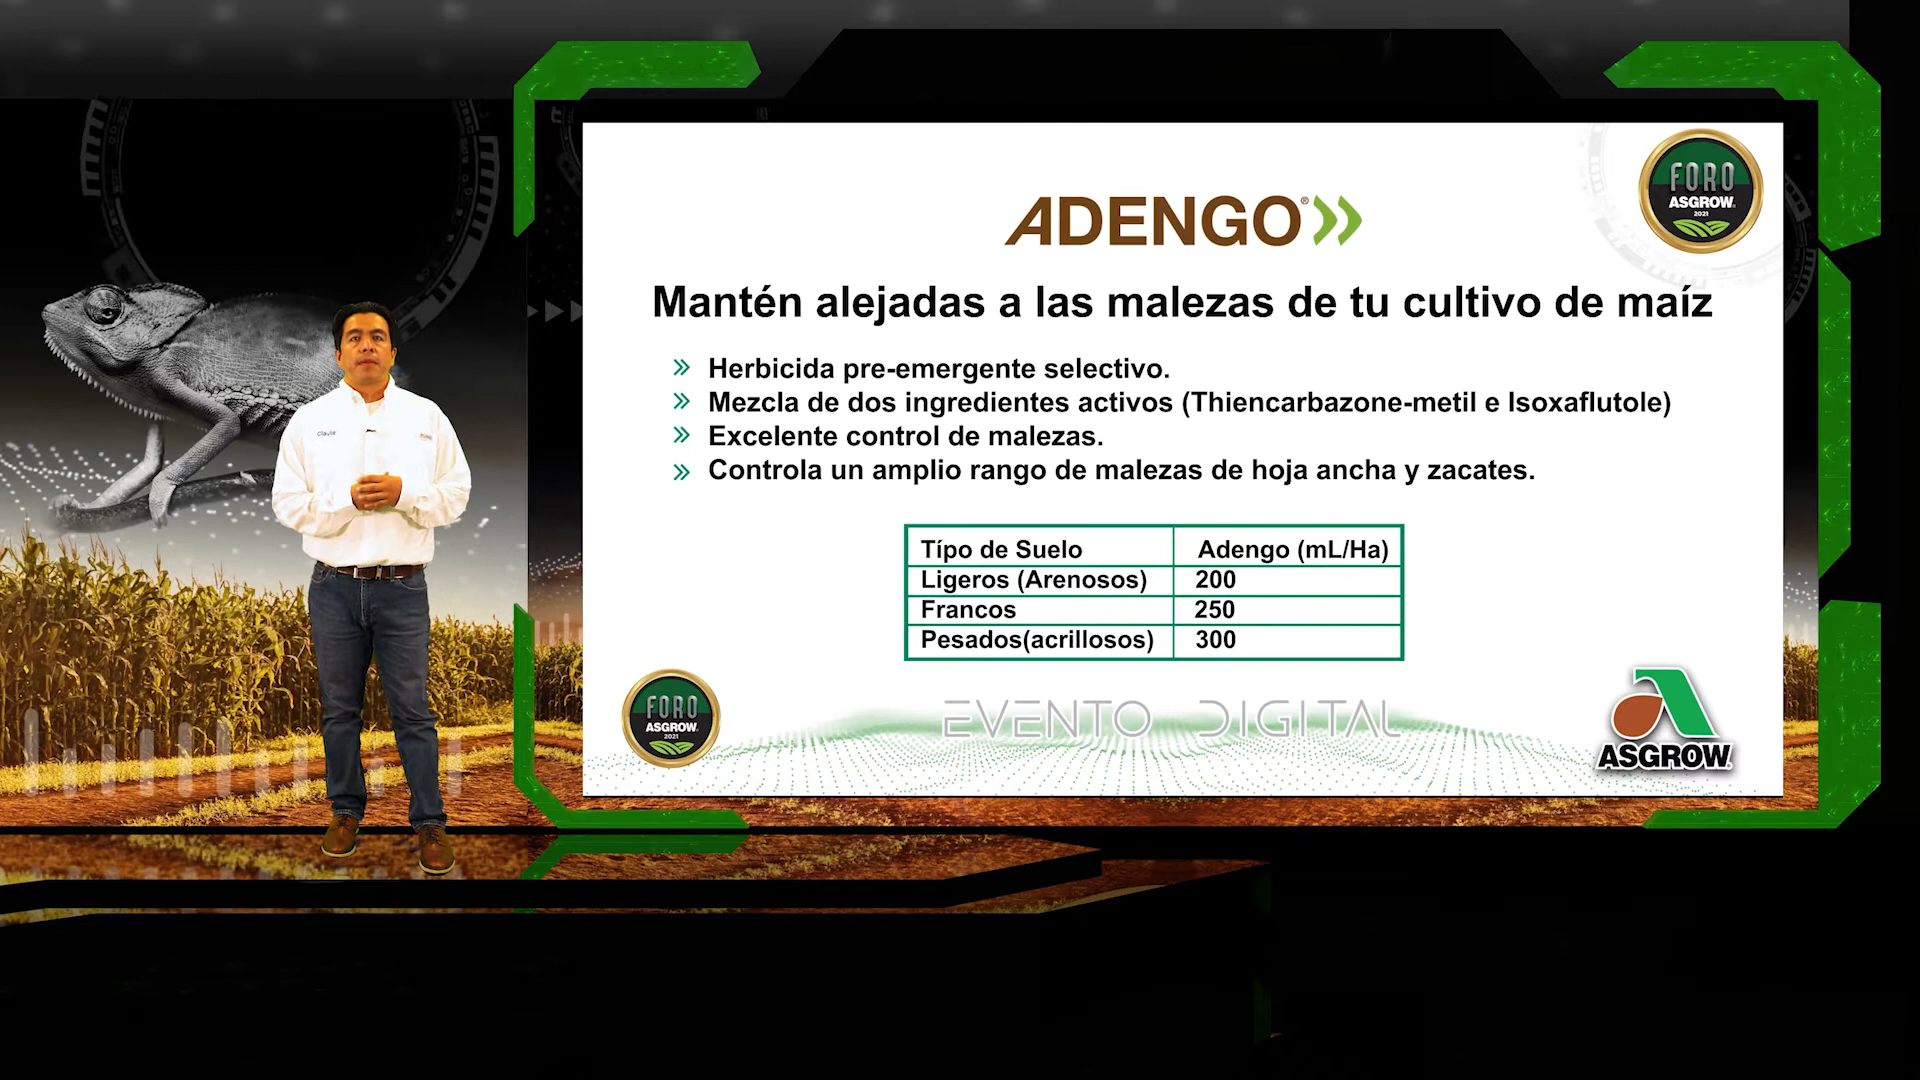 FORO
ASGROW
2021
ADENGO®
Mantén alejadas a las malezas de tu cultivo de maíz
Herbicida pre-emergente selectivo.
Mezcla de dos ingredientes activos (Thiencarbazone-metil e Isoxaflutole)
Excelente control de malezas.
Controla un amplio rango de malezas de hoja ancha y zacates.
Típo de Suelo Adengo (mL/Ha)
Ligeros (Arenosos) 200
Francos 250
Pesados(acrillosos) 300
FORO
ASGROW
2021
EVENTO DIGITAL
ASGROW